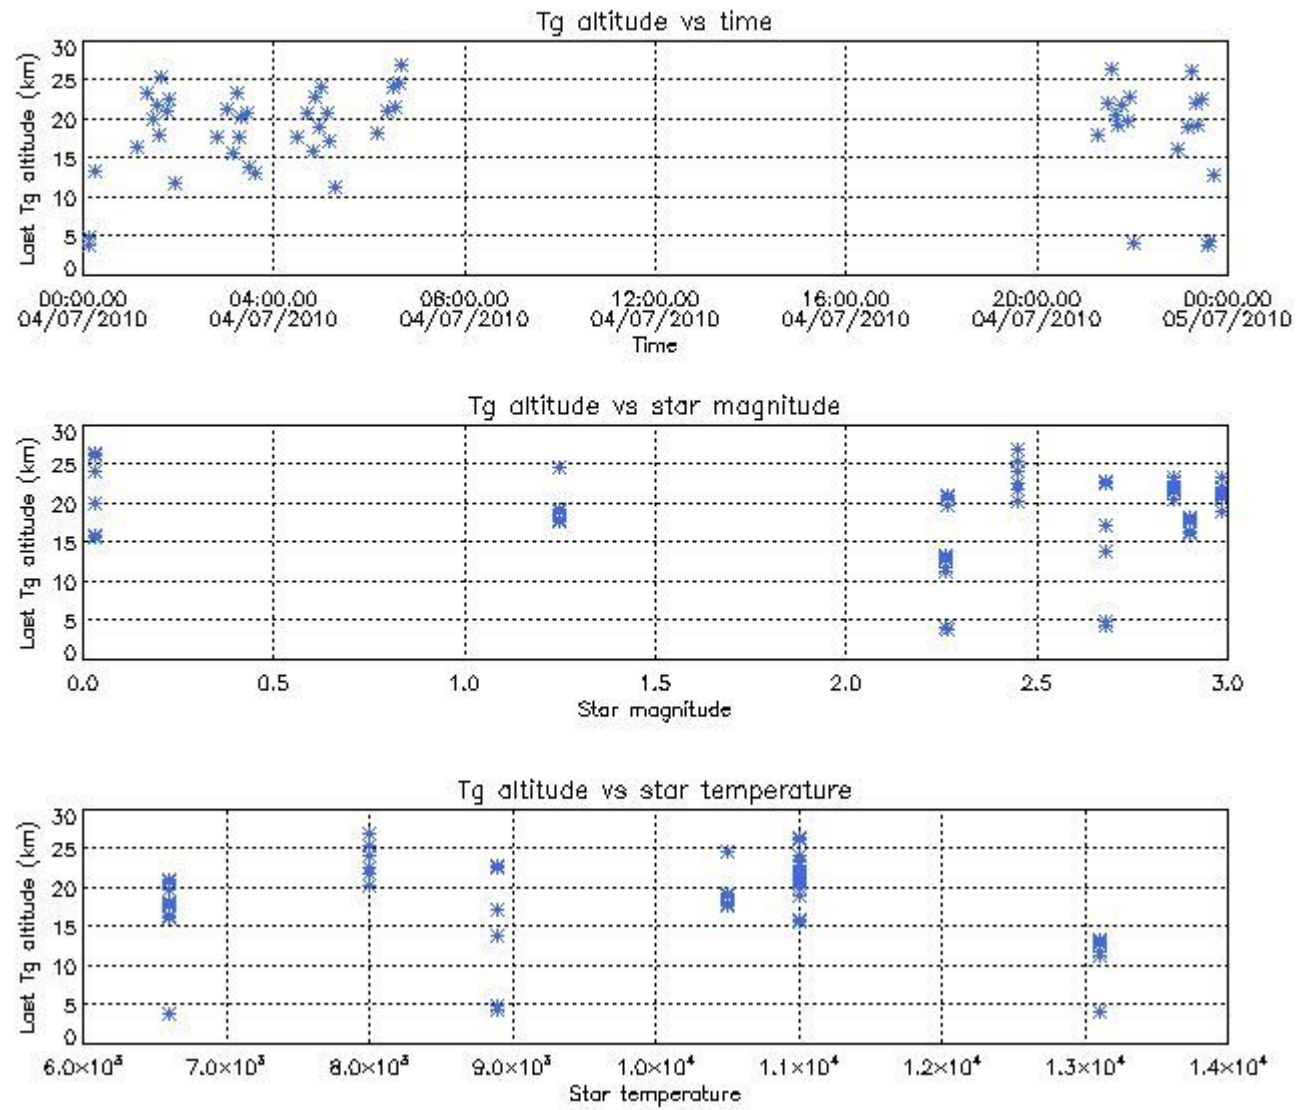 Tg altitude vs time
Last Tg altitude (km)
30
25
20
15
10
5
0
00:00.00 04:00.00 08:00.00 12:00.00 16:00.00 20:00.00 00:00.00
04/07/2010 04/07/2010 04/07/2010 04/07/2010 04/07/2010 04/07/2010 05/07/2010
Time
Tg altitude vs star magnitude
Last Tg altitude (km)
30
25
20
15
10
5
0
0.0 0.5 1.0 1.5 2.0 2.5 3.0
Star magnitude
Tg altitude vs star temperature
Last Tg altitude (km)
30
25
20
15
10
5
0
6.0×10³ 7.0×10³ 8.0×10³ 9.0×10³ 1.0×10⁴ 1.1×10⁴ 1.2×10⁴ 1.3×10⁴ 1.4×10⁴
Star temperature